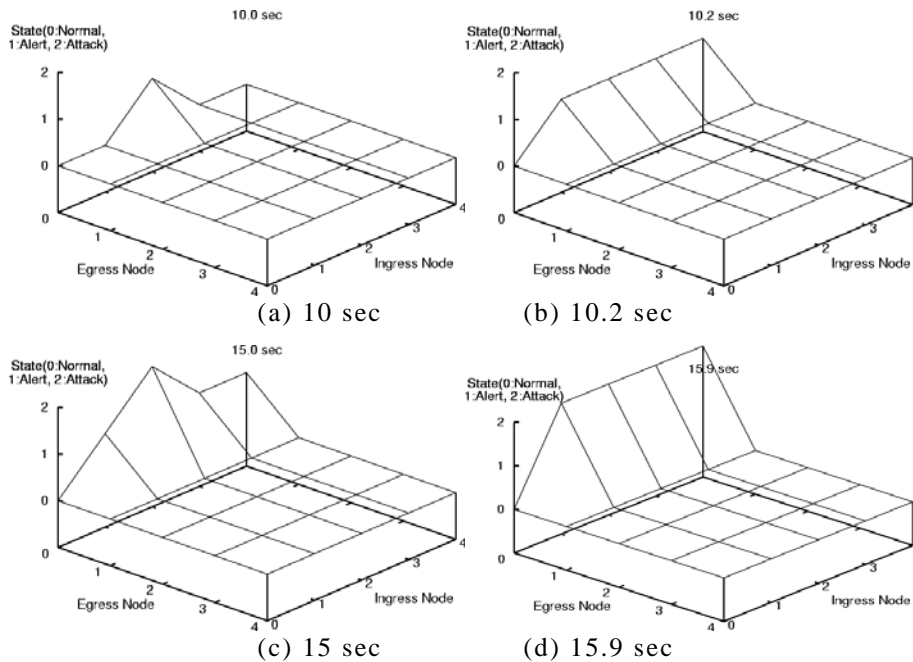 10.0 sec
State(0:Normal,
1:Alert, 2:Attack)
2
1
0
0
1
2
3
4
Egress Node
0
1
2
3
4
Ingress Node
(a) 10 sec
10.2 sec
State(0:Normal,
1:Alert, 2:Attack)
2
1
0
0
1
2
3
4
Egress Node
0
1
2
3
Ingress Node
(b) 10.2 sec
15.0 sec
State(0:Normal,
1:Alert, 2:Attack)
2
1
0
0
1
2
3
4
Egress Node
0
1
2
3
4
Ingress Node
(c) 15 sec
15.9 sec
State(0:Normal,
1:Alert, 2:Attack)
2
1
0
0
1
2
3
4
Egress Node
0
1
2
3
Ingress Node
(d) 15.9 sec